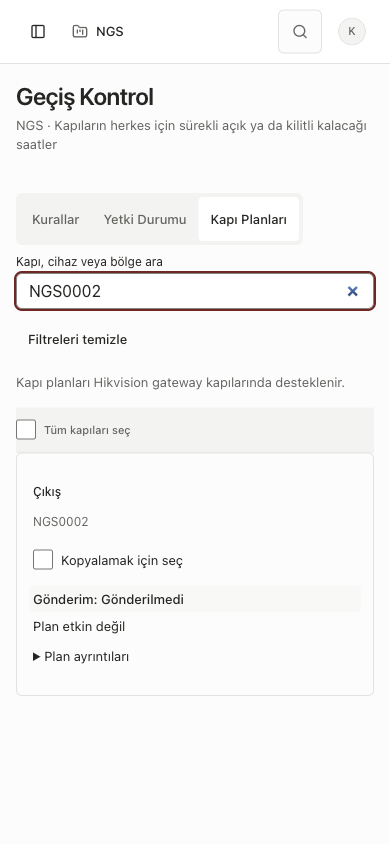 NGS
K
Geçiş Kontrol
NGS · Kapıların herkes için sürekli açık ya da kilitli kalacağı
saatler
Kurallar
Yetki Durumu
Kapı Planları
Kapı, cihaz veya bölge ara
NGS0002
Filtreleri temizle
Kapı planları Hikvision gateway kapılarında desteklenir.
Tüm kapıları seç
Çıkış
NGS0002
Kopyalamak için seç
Gönderim: Gönderilmedi
Plan etkin değil
Plan ayrıntıları